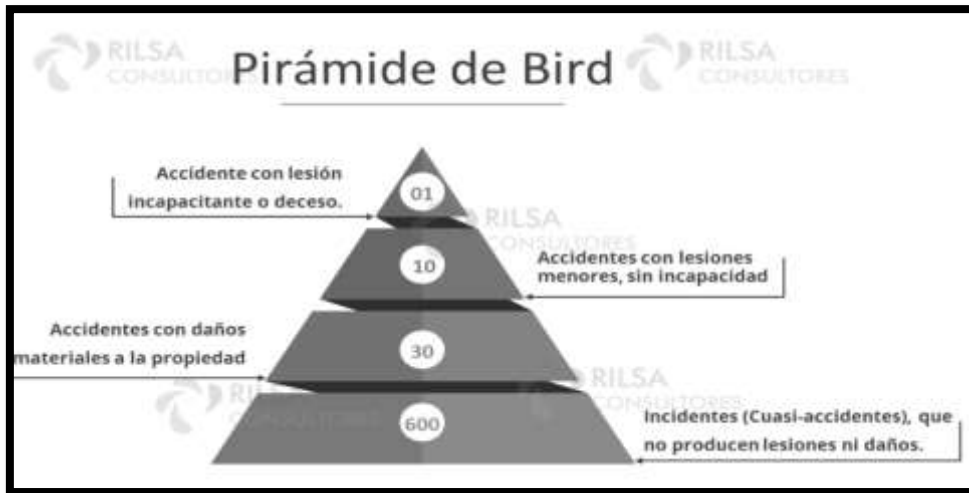 RILSA
CONSULTORES
Pirámide de Bird
RILSA
CONSULTORES
Accidente con lesión
incapacitante o deceso.
01
RILSA
CONSULTORES
10
Accidentes con lesiones
menores, sin incapacidad
Accidentes con daños
materiales a la propiedad
30
RILSA
CONSULTORES
600
RILSA
CONSULTORES
Incidentes (Cuasi-accidentes), que
no producen lesiones ni daños.